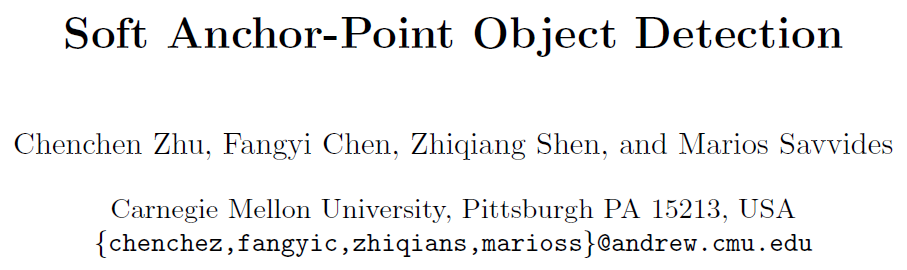 Soft Anchor-Point Object Detection
Chenchen Zhu, Fangyi Chen, Zhiqiang Shen, and Marios Savvides
Carnegie Mellon University, Pittsburgh PA 15213, USA
{chenchez,fangyic,zhiqians,marioss}@andrew.cmu.edu